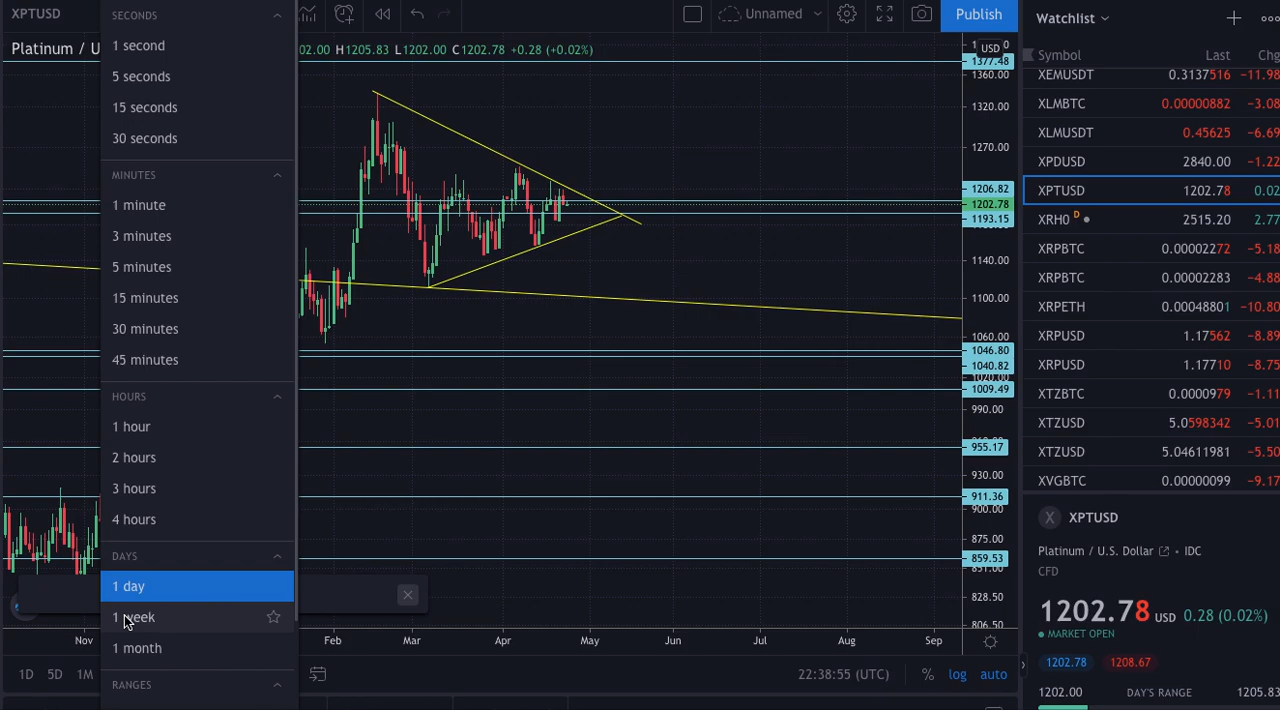 XPTUSD
Unnamed
Publish
Platinum / U
02.00 H1205.83 L1202.00 C1202.78 +0.28 (+0.02%)
SECONDS
1 second
5 seconds
15 seconds
30 seconds
MINUTES
1 minute
3 minutes
5 minutes
15 minutes
30 minutes
45 minutes
HOURS
1 hour
2 hours
3 hours
4 hours
DAYS
1 day
1 week
1 month
RANGES
USD
1377.48
1360.00
1320.00
1270.00
1206.82
1202.78
1193.15
1140.00
1100.00
1060.00
1046.80
1040.82
1020.00
1009.49
990.00
955.17
930.00
911.36
900.00
875.00
859.53
851.00
828.50
806.50
Nov Feb Mar Apr May Jun Jul Aug Sep
1D 5D 1M
22:38:55 (UTC) % log auto
Watchlist
Symbol Last Chg
XEMUSDT 0.3137516 −11.98
XLMBTC 0.00000882 −3.08
XLMUSDT 0.45625 −6.69
XPDUSD 2840.00 −1.22
XPTUSD 1202.78 0.02
XRH0 D 2515.20 2.77
XRPBTC 0.00002272 −5.18
XRPBTC 0.00002283 −4.88
XRPETH 0.00048801 −10.80
XRPUSD 1.17562 −8.89
XRPUSD 1.17710 −8.75
XTZBTC 0.0000979 −1.11
XTZUSD 5.0598342 −5.01
XTZUSD 5.04611981 −5.50
XVGBTC 0.00000099 −9.17
X XPTUSD
Platinum / U.S. Dollar • IDC
CFD
1202.78 USD 0.28 (0.02%)
MARKET OPEN
1202.78 1208.67
1202.00 DAY'S RANGE 1205.83